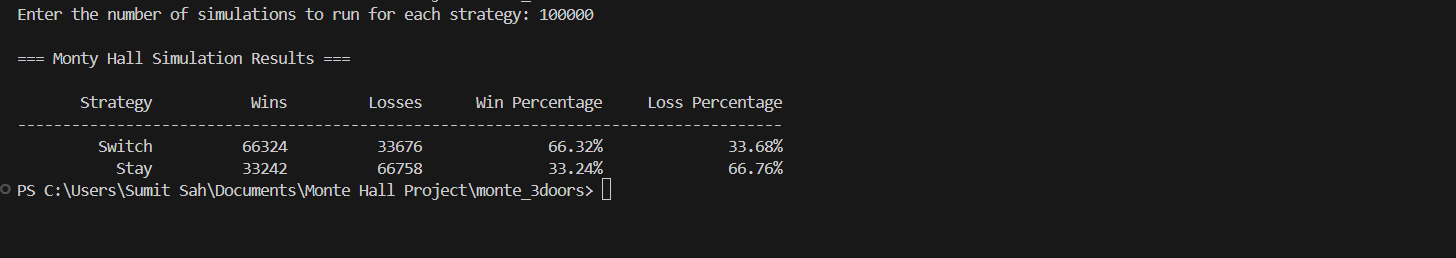 Enter the number of simulations to run for each strategy: 100000
=== Monty Hall Simulation Results ===
Strategy Wins Losses Win Percentage Loss Percentage
-------------------------------------------------------------------------------------
Switch 66324 33676 66.32% 33.68%
Stay 33242 66758 33.24% 66.76%
PS C:\Users\Sumit Sah\Documents\Monte Hall Project\monte_3doors>